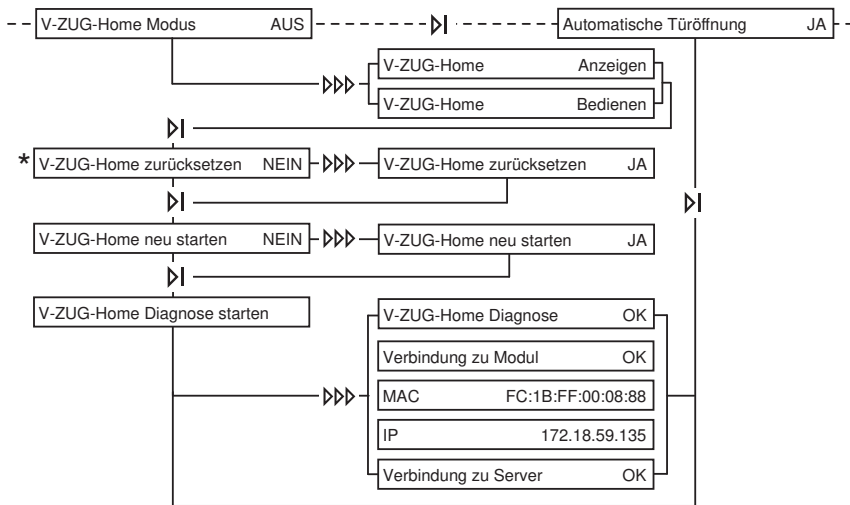 V-ZUG-Home Modus AUS
Automatische Türöffnung JA
V-ZUG-Home Anzeigen
V-ZUG-Home Bedienen
* V-ZUG-Home zurücksetzen NEIN
V-ZUG-Home zurücksetzen JA
V-ZUG-Home neu starten NEIN
V-ZUG-Home neu starten JA
V-ZUG-Home Diagnose starten
V-ZUG-Home Diagnose OK
Verbindung zu Modul OK
MAC FC:1B:FF:00:08:88
IP 172.18.59.135
Verbindung zu Server OK